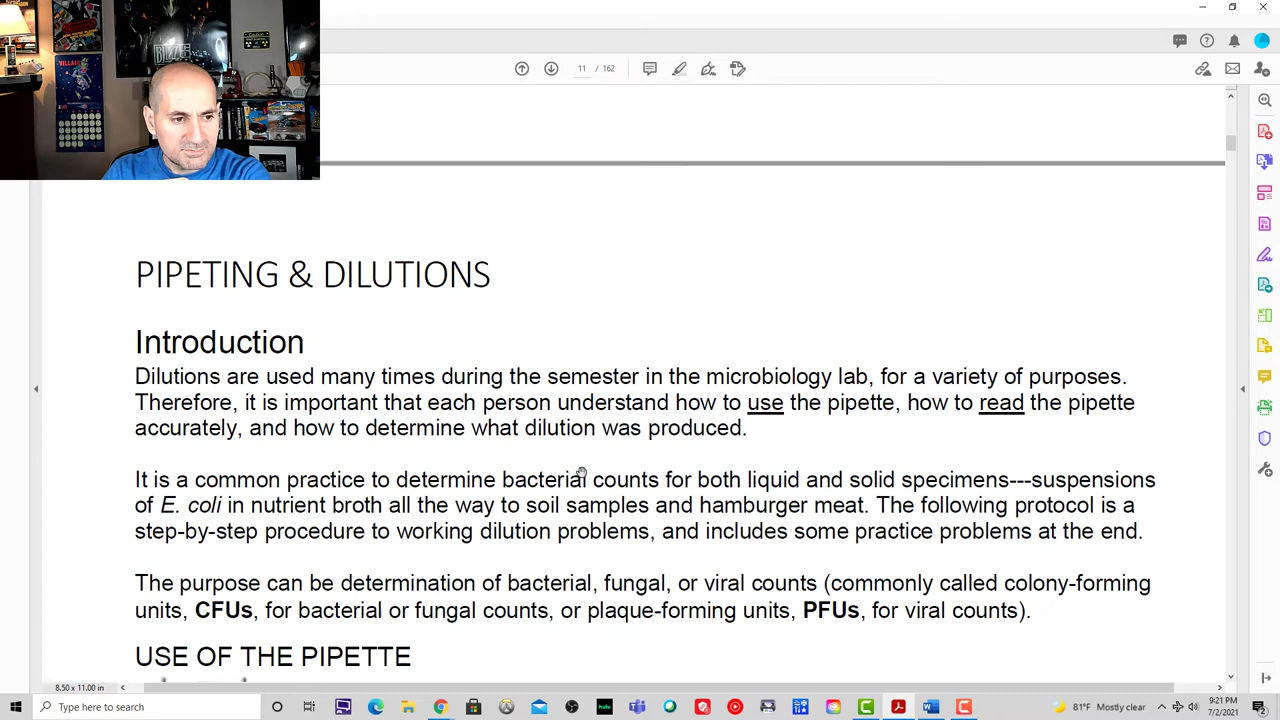 BLIZZ
Caution
VILLAINS
11 / 162
PIPETING & DILUTIONS
Introduction
Dilutions are used many times during the semester in the microbiology lab, for a variety of purposes.
Therefore, it is important that each person understand how to use the pipette, how to read the pipette
accurately, and how to determine what dilution was produced.
It is a common practice to determine bacterial counts for both liquid and solid specimens---suspensions
of E. coli in nutrient broth all the way to soil samples and hamburger meat. The following protocol is a
step-by-step procedure to working dilution problems, and includes some practice problems at the end.
The purpose can be determination of bacterial, fungal, or viral counts (commonly called colony-forming
units, CFUs, for bacterial or fungal counts, or plaque-forming units, PFUs, for viral counts).
USE OF THE PIPETTE
8.50 x 11.00 in
Type here to search
hulu
81°F Mostly clear
9:21 PM
7/2/2021
2